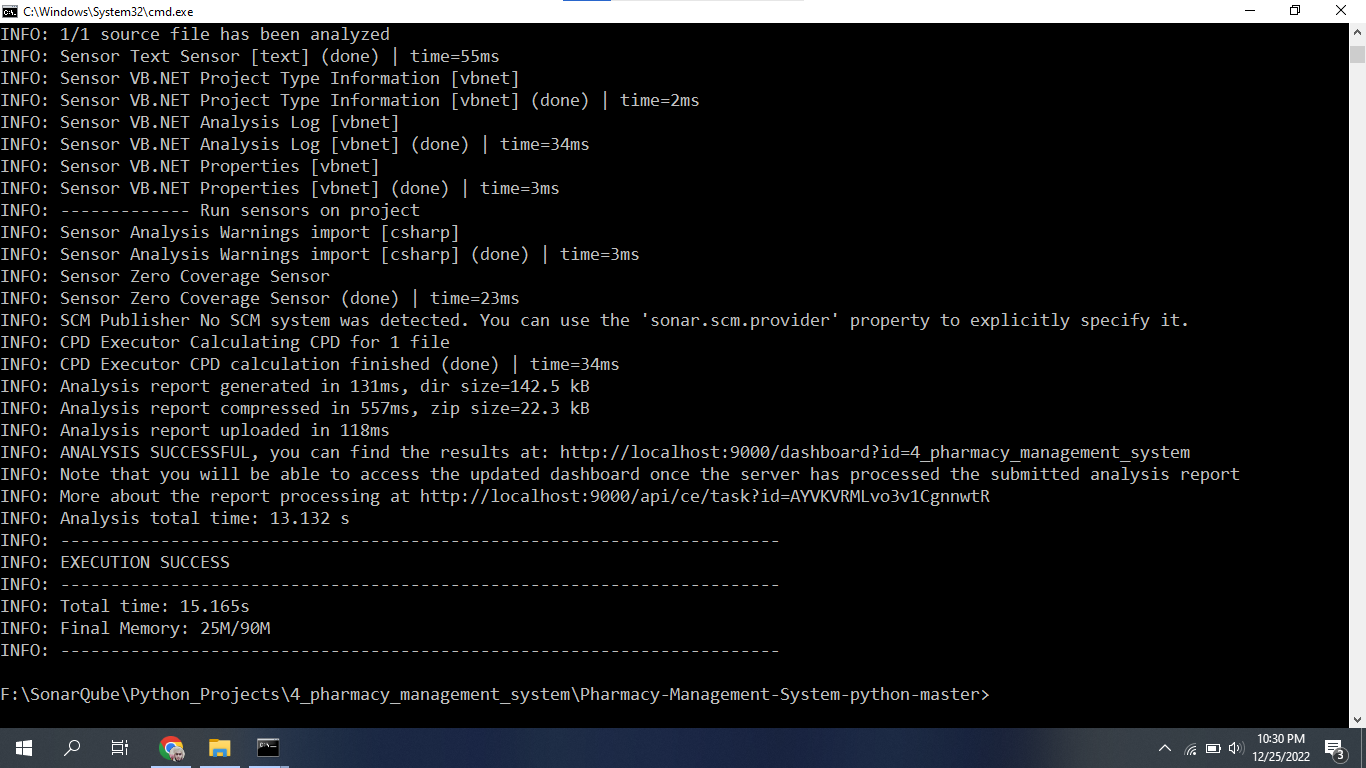 C:\Windows\System32\cmd.exe
INFO: 1/1 source file has been analyzed
INFO: Sensor Text Sensor [text] (done) | time=55ms
INFO: Sensor VB.NET Project Type Information [vbnet]
INFO: Sensor VB.NET Project Type Information [vbnet] (done) | time=2ms
INFO: Sensor VB.NET Analysis Log [vbnet]
INFO: Sensor VB.NET Analysis Log [vbnet] (done) | time=34ms
INFO: Sensor VB.NET Properties [vbnet]
INFO: Sensor VB.NET Properties [vbnet] (done) | time=3ms
INFO: ------------- Run sensors on project
INFO: Sensor Analysis Warnings import [csharp]
INFO: Sensor Analysis Warnings import [csharp] (done) | time=3ms
INFO: Sensor Zero Coverage Sensor
INFO: Sensor Zero Coverage Sensor (done) | time=23ms
INFO: SCM Publisher No SCM system was detected. You can use the 'sonar.scm.provider' property to explicitly specify it.
INFO: CPD Executor Calculating CPD for 1 file
INFO: CPD Executor CPD calculation finished (done) | time=34ms
INFO: Analysis report generated in 131ms, dir size=142.5 kB
INFO: Analysis report compressed in 557ms, zip size=22.3 kB
INFO: Analysis report uploaded in 118ms
INFO: ANALYSIS SUCCESSFUL, you can find the results at: http://localhost:9000/dashboard?id=4_pharmacy_management_system
INFO: Note that you will be able to access the updated dashboard once the server has processed the submitted analysis report
INFO: More about the report processing at http://localhost:9000/api/ce/task?id=AYVKVRMLvo3v1CgnnwtR
INFO: Analysis total time: 13.132 s
INFO: ------------------------------------------------------------------------
INFO: EXECUTION SUCCESS
INFO: ------------------------------------------------------------------------
INFO: Total time: 15.165s
INFO: Final Memory: 25M/90M
INFO: ------------------------------------------------------------------------
F:\SonarQube\Python_Projects\4_pharmacy_management_system\Pharmacy-Management-System-python-master>
10:30 PM
12/25/2022
3